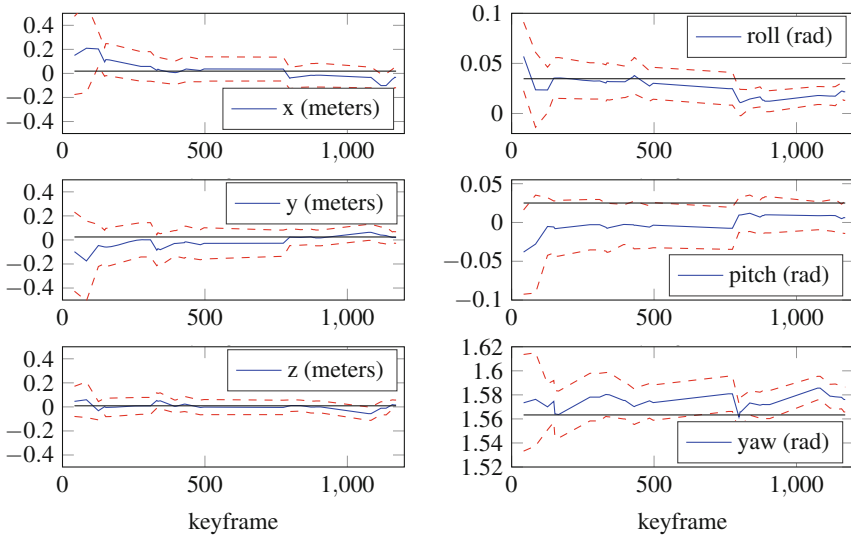 0.4
0.2
0
−0.2
−0.4
x (meters)
0 500 1,000
0.1
0.05
0
roll (rad)
0 500 1,000
0.4
0.2
0
−0.2
−0.4
y (meters)
0 500 1,000
0.05
0
−0.05
−0.1
pitch (rad)
0 500 1,000
0.4
0.2
0
−0.2
−0.4
z (meters)
0 500 1,000
keyframe
1.62
1.6
1.58
1.56
1.54
1.52
yaw (rad)
0 500 1,000
keyframe